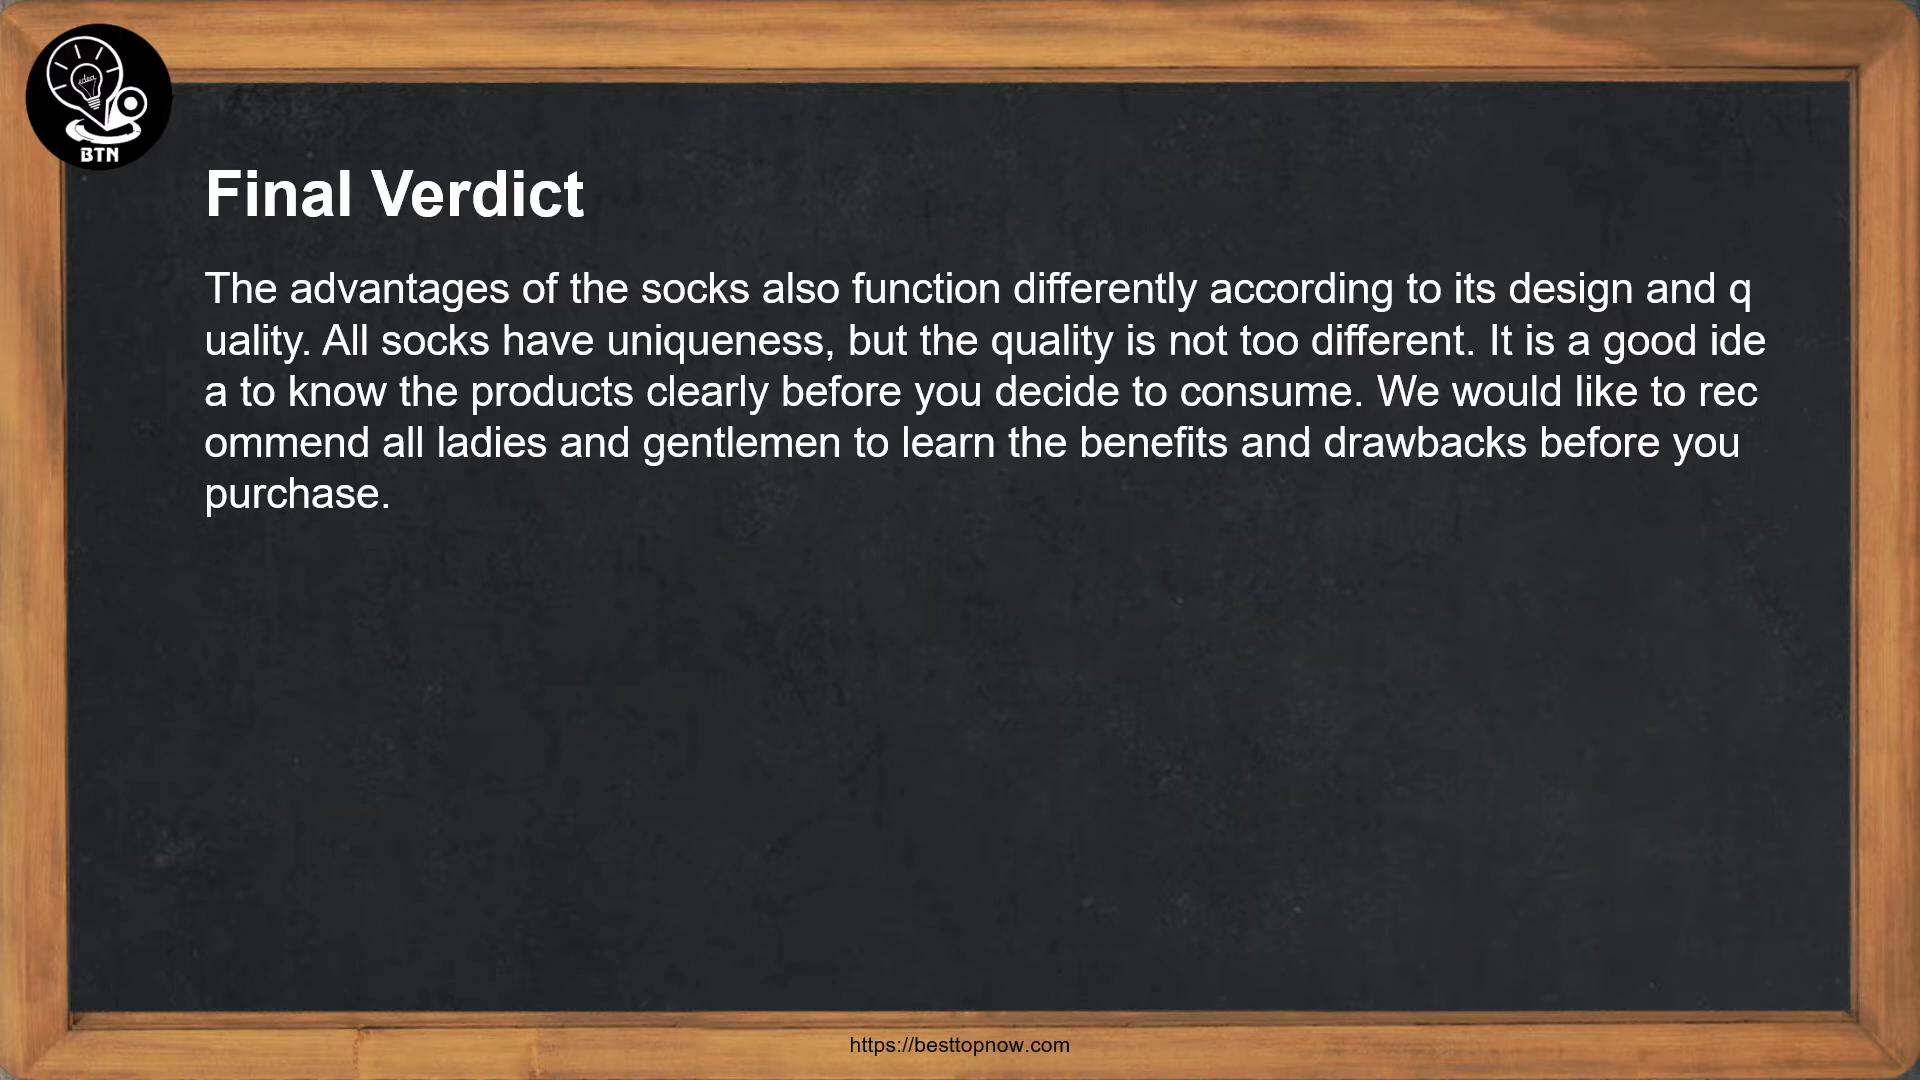 idea
BTN
Final Verdict
The advantages of the socks also function differently according to its design and q
uality. All socks have uniqueness, but the quality is not too different. It is a good ide
a to know the products clearly before you decide to consume. We would like to rec
ommend all ladies and gentlemen to learn the benefits and drawbacks before you
purchase.
https://besttopnow.com